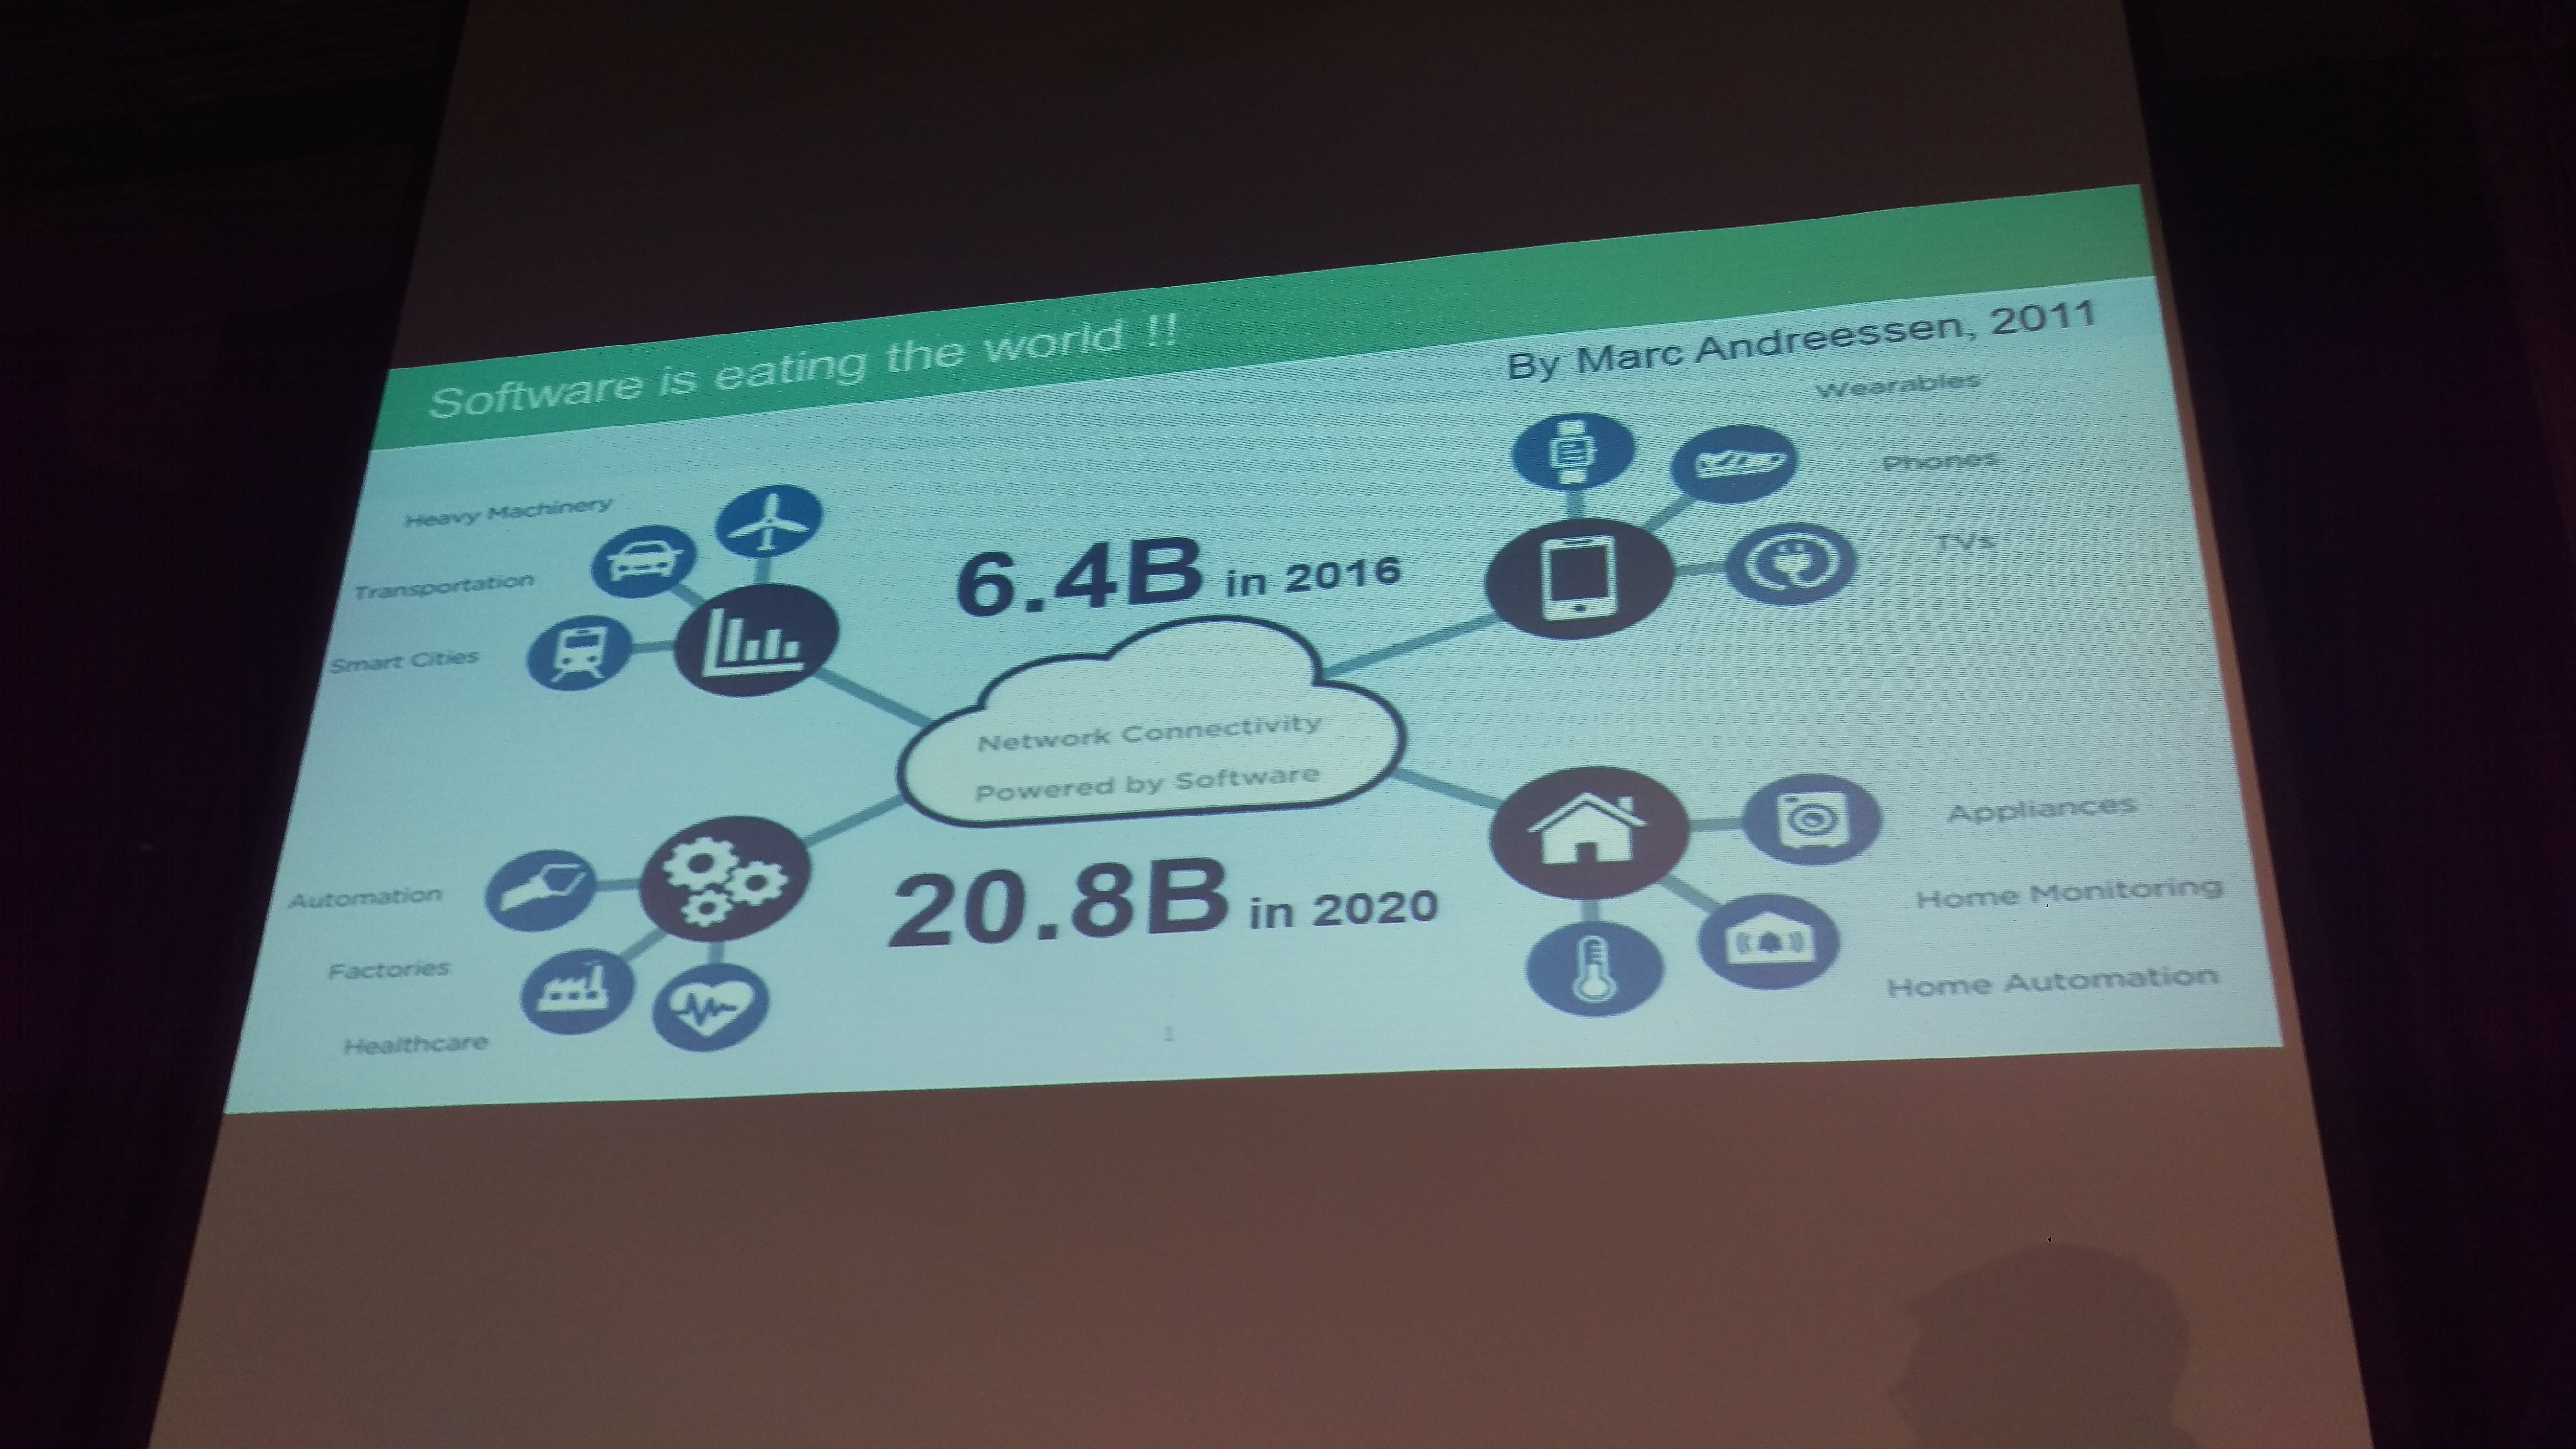 Software is eating the world !!
By Marc Andreessen, 2011
Heavy Machinery
Transportation
Smart Cities
6.4B in 2016
Wearables
Phones
TVs
Network Connectivity
Powered by Software
20.8B in 2020
Automation
Factories
Healthcare
Appliances
Home Monitoring
Home Automation
1